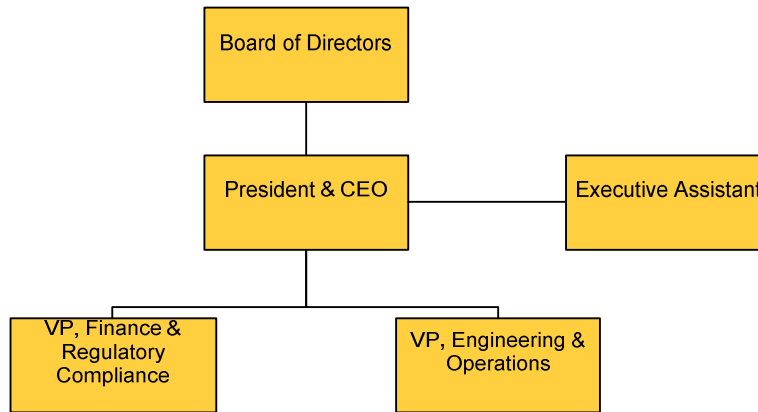 Board of Directors
President & CEO
Executive Assistant
VP, Finance &
Regulatory
Compliance
VP, Engineering &
Operations